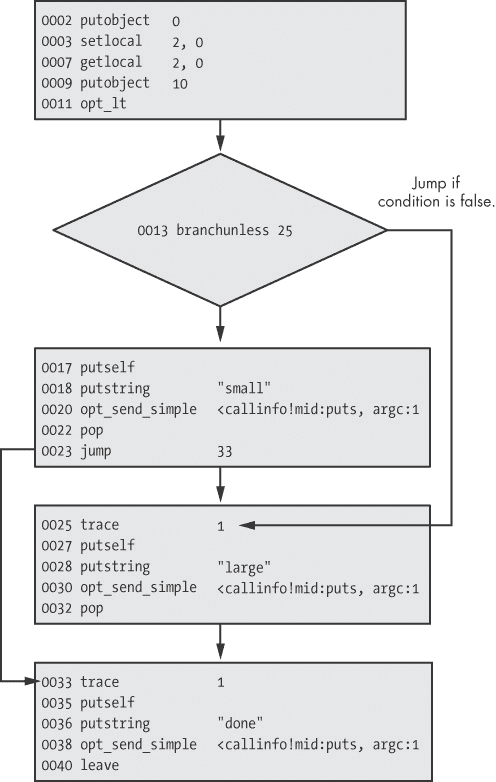 0002 putobject 0
0003 setlocal 2, 0
0007 getlocal 2, 0
0009 putobject 10
0011 opt_lt
Jump if
condition is false.
0013 branchunless 25
0017 putself
0018 putstring "small"
0020 opt_send_simple <callinfo!mid:puts, argc:1
0022 pop
0023 jump 33
0025 trace 1
0027 putself
0028 putstring "large"
0030 opt_send_simple <callinfo!mid:puts, argc:1
0032 pop
0033 trace 1
0035 putself
0036 putstring "done"
0038 opt_send_simple <callinfo!mid:puts, argc:1
0040 leave